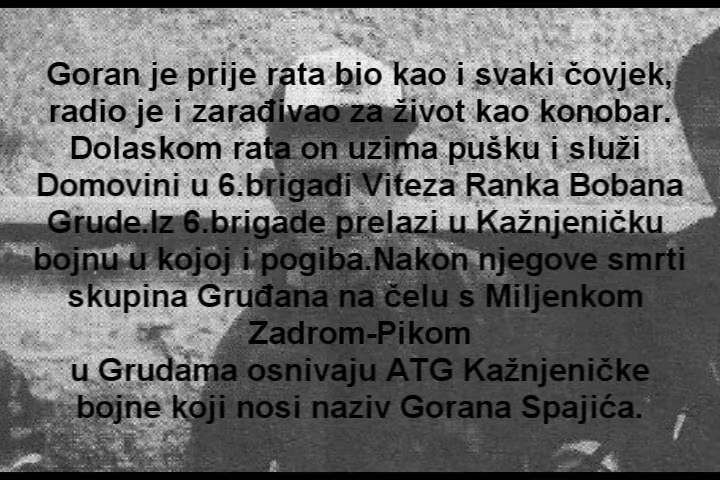 Goran je prije rata bio kao i svaki čovjek,
radio je i zarađivao za život kao konobar.
Dolaskom rata on uzima pušku i služi
Domovini u 6.brigadi Viteza Ranka Bobana
Grude.Iz 6.brigade prelazi u Kažnjeničku
bojnu u kojoj i pogiba.Nakon njegove smrti
skupina Gruđana na čelu s Miljenkom
Zadrom-Pikom
u Grudama osnivaju ATG Kažnjeničke
bojne koji nosi naziv Gorana Spajića.